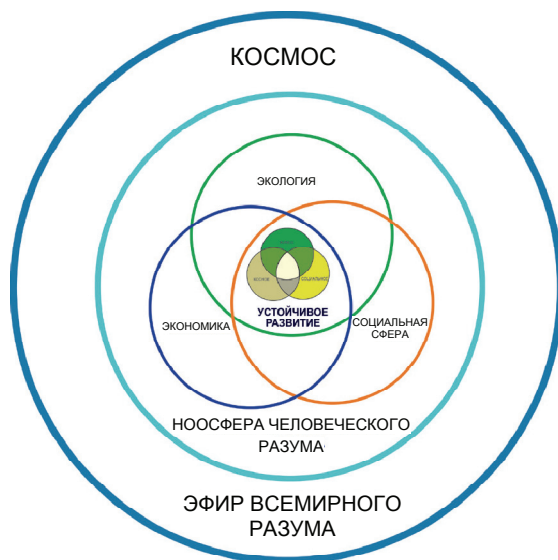 КОСМОС
ЭКОЛОГИЯ
УСТОЙЧИВОЕ
РАЗВИТИЕ
ЭКОНОМИКА
СОЦИАЛЬНАЯ
СФЕРА
НООСФЕРА ЧЕЛОВЕЧЕСКОГО
РАЗУМА
ЭФИР ВСЕМИРНОГО
РАЗУМА